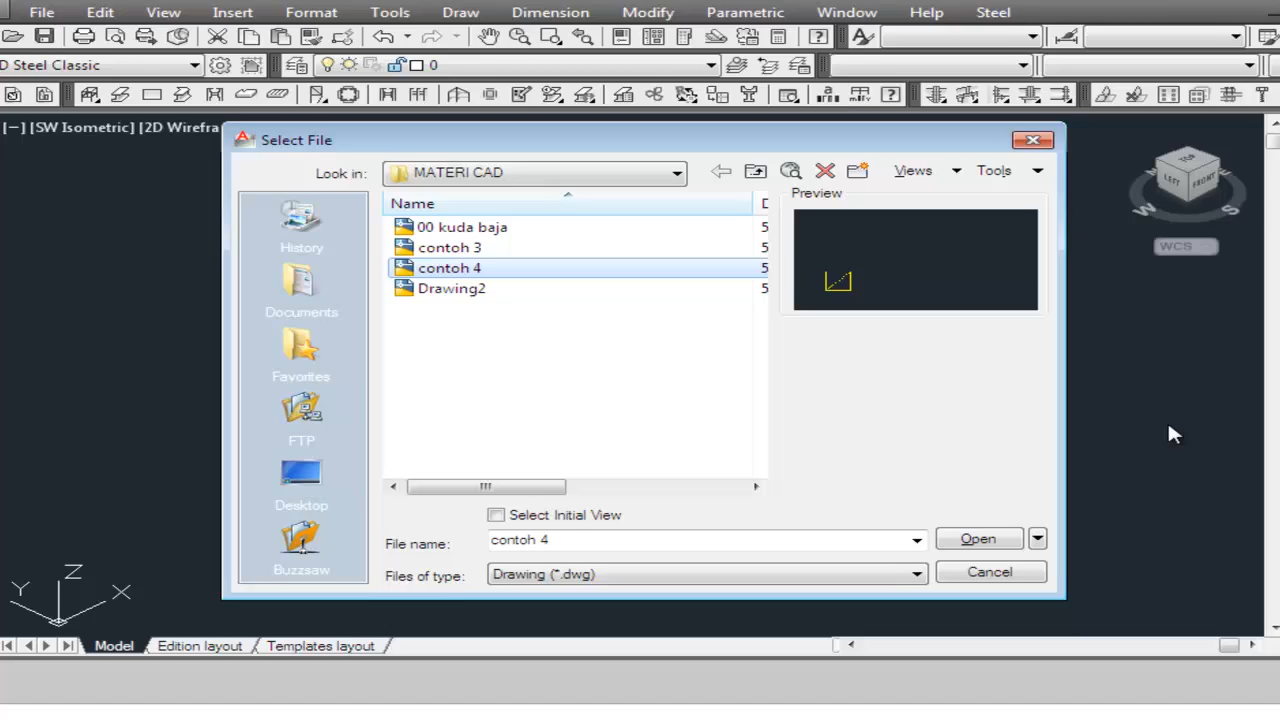 File Edit View Insert Format Tools Draw Dimension Modify Parametric Window Help Steel
D Steel Classic 0
[−] [SW Isometric] [2D Wirefra
Select File
Look in: MATERI CAD Views Tools
Name D Preview
00 kuda baja 5
contoh 3 5
contoh 4 5
Drawing2 5
History
Documents
Favorites
FTP
Desktop
Buzzsaw
Select Initial View
File name: contoh 4 Open
Files of type: Drawing (*.dwg) Cancel
TOP
LEFT FRONT
W S
WCS
Z
Y X
Model Edition layout Templates layout